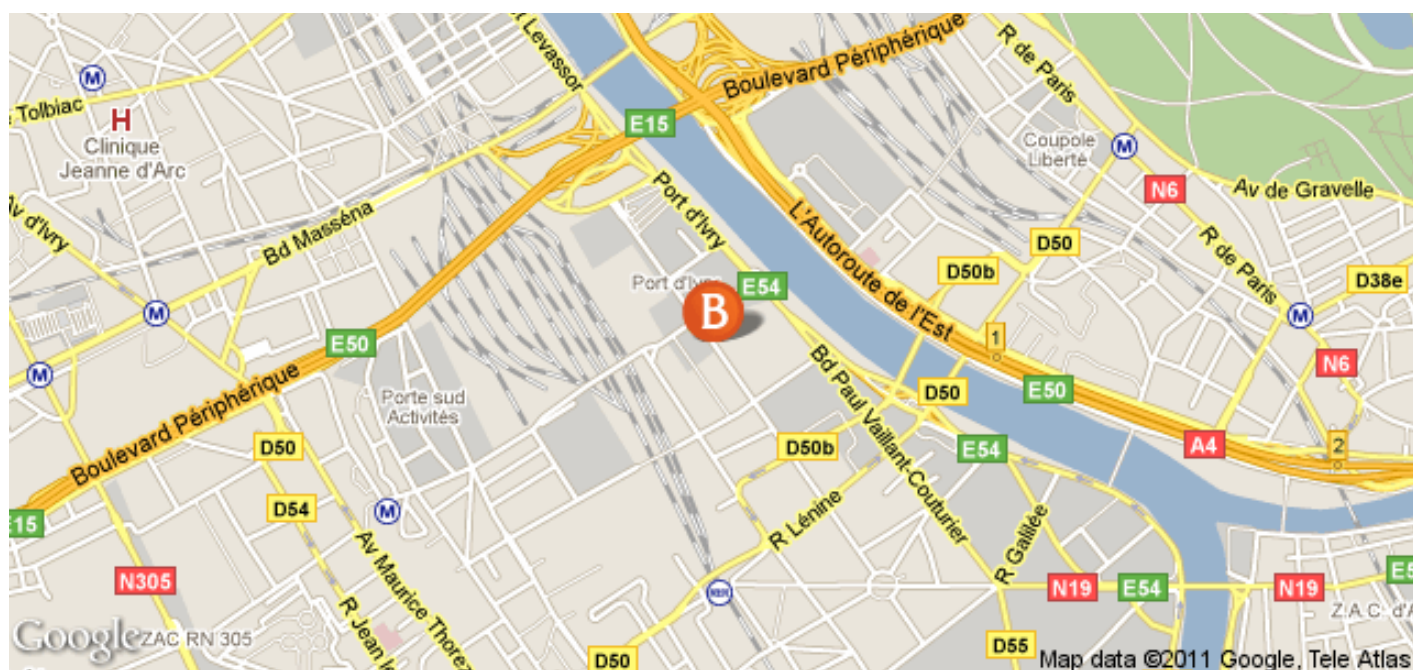 Levassor
Boulevard Périphérique
R de Paris
M
Tolbiac
H
Clinique
Jeanne d'Arc
E15
Coupole
Liberté
M
N6
Av de Gravelle
Av d'Ivry
Bd Masséna
Port d'Ivry
L'Autoroute de l'Est
D50
R de Paris
D50b
D38e
Port d'Ivry
E54
B
M
M
E50
1
M
N6
Boulevard Périphérique
Porte sud
Activités
Bd Paul Vaillant-Couturier
D50
E50
A4
2
D50
D50b
E54
D54
M
R Lénine
R Galilée
E15
N305
Av Maurice Thorez
R Jean
RER
N19
E54
N19
Z.A.C. d'A
Google
ZAC RN 305
D50
D55
Map data ©2011 Google, Tele Atlas